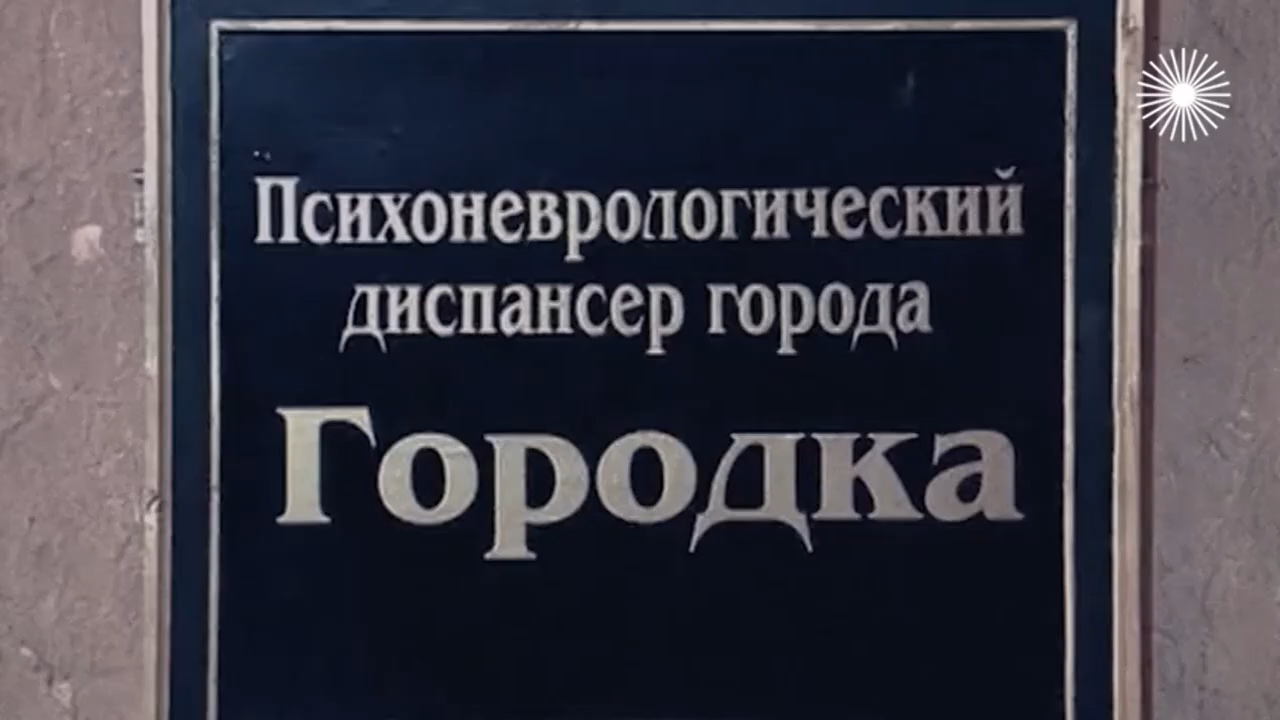 Психоневрологический
диспансер города
Городка